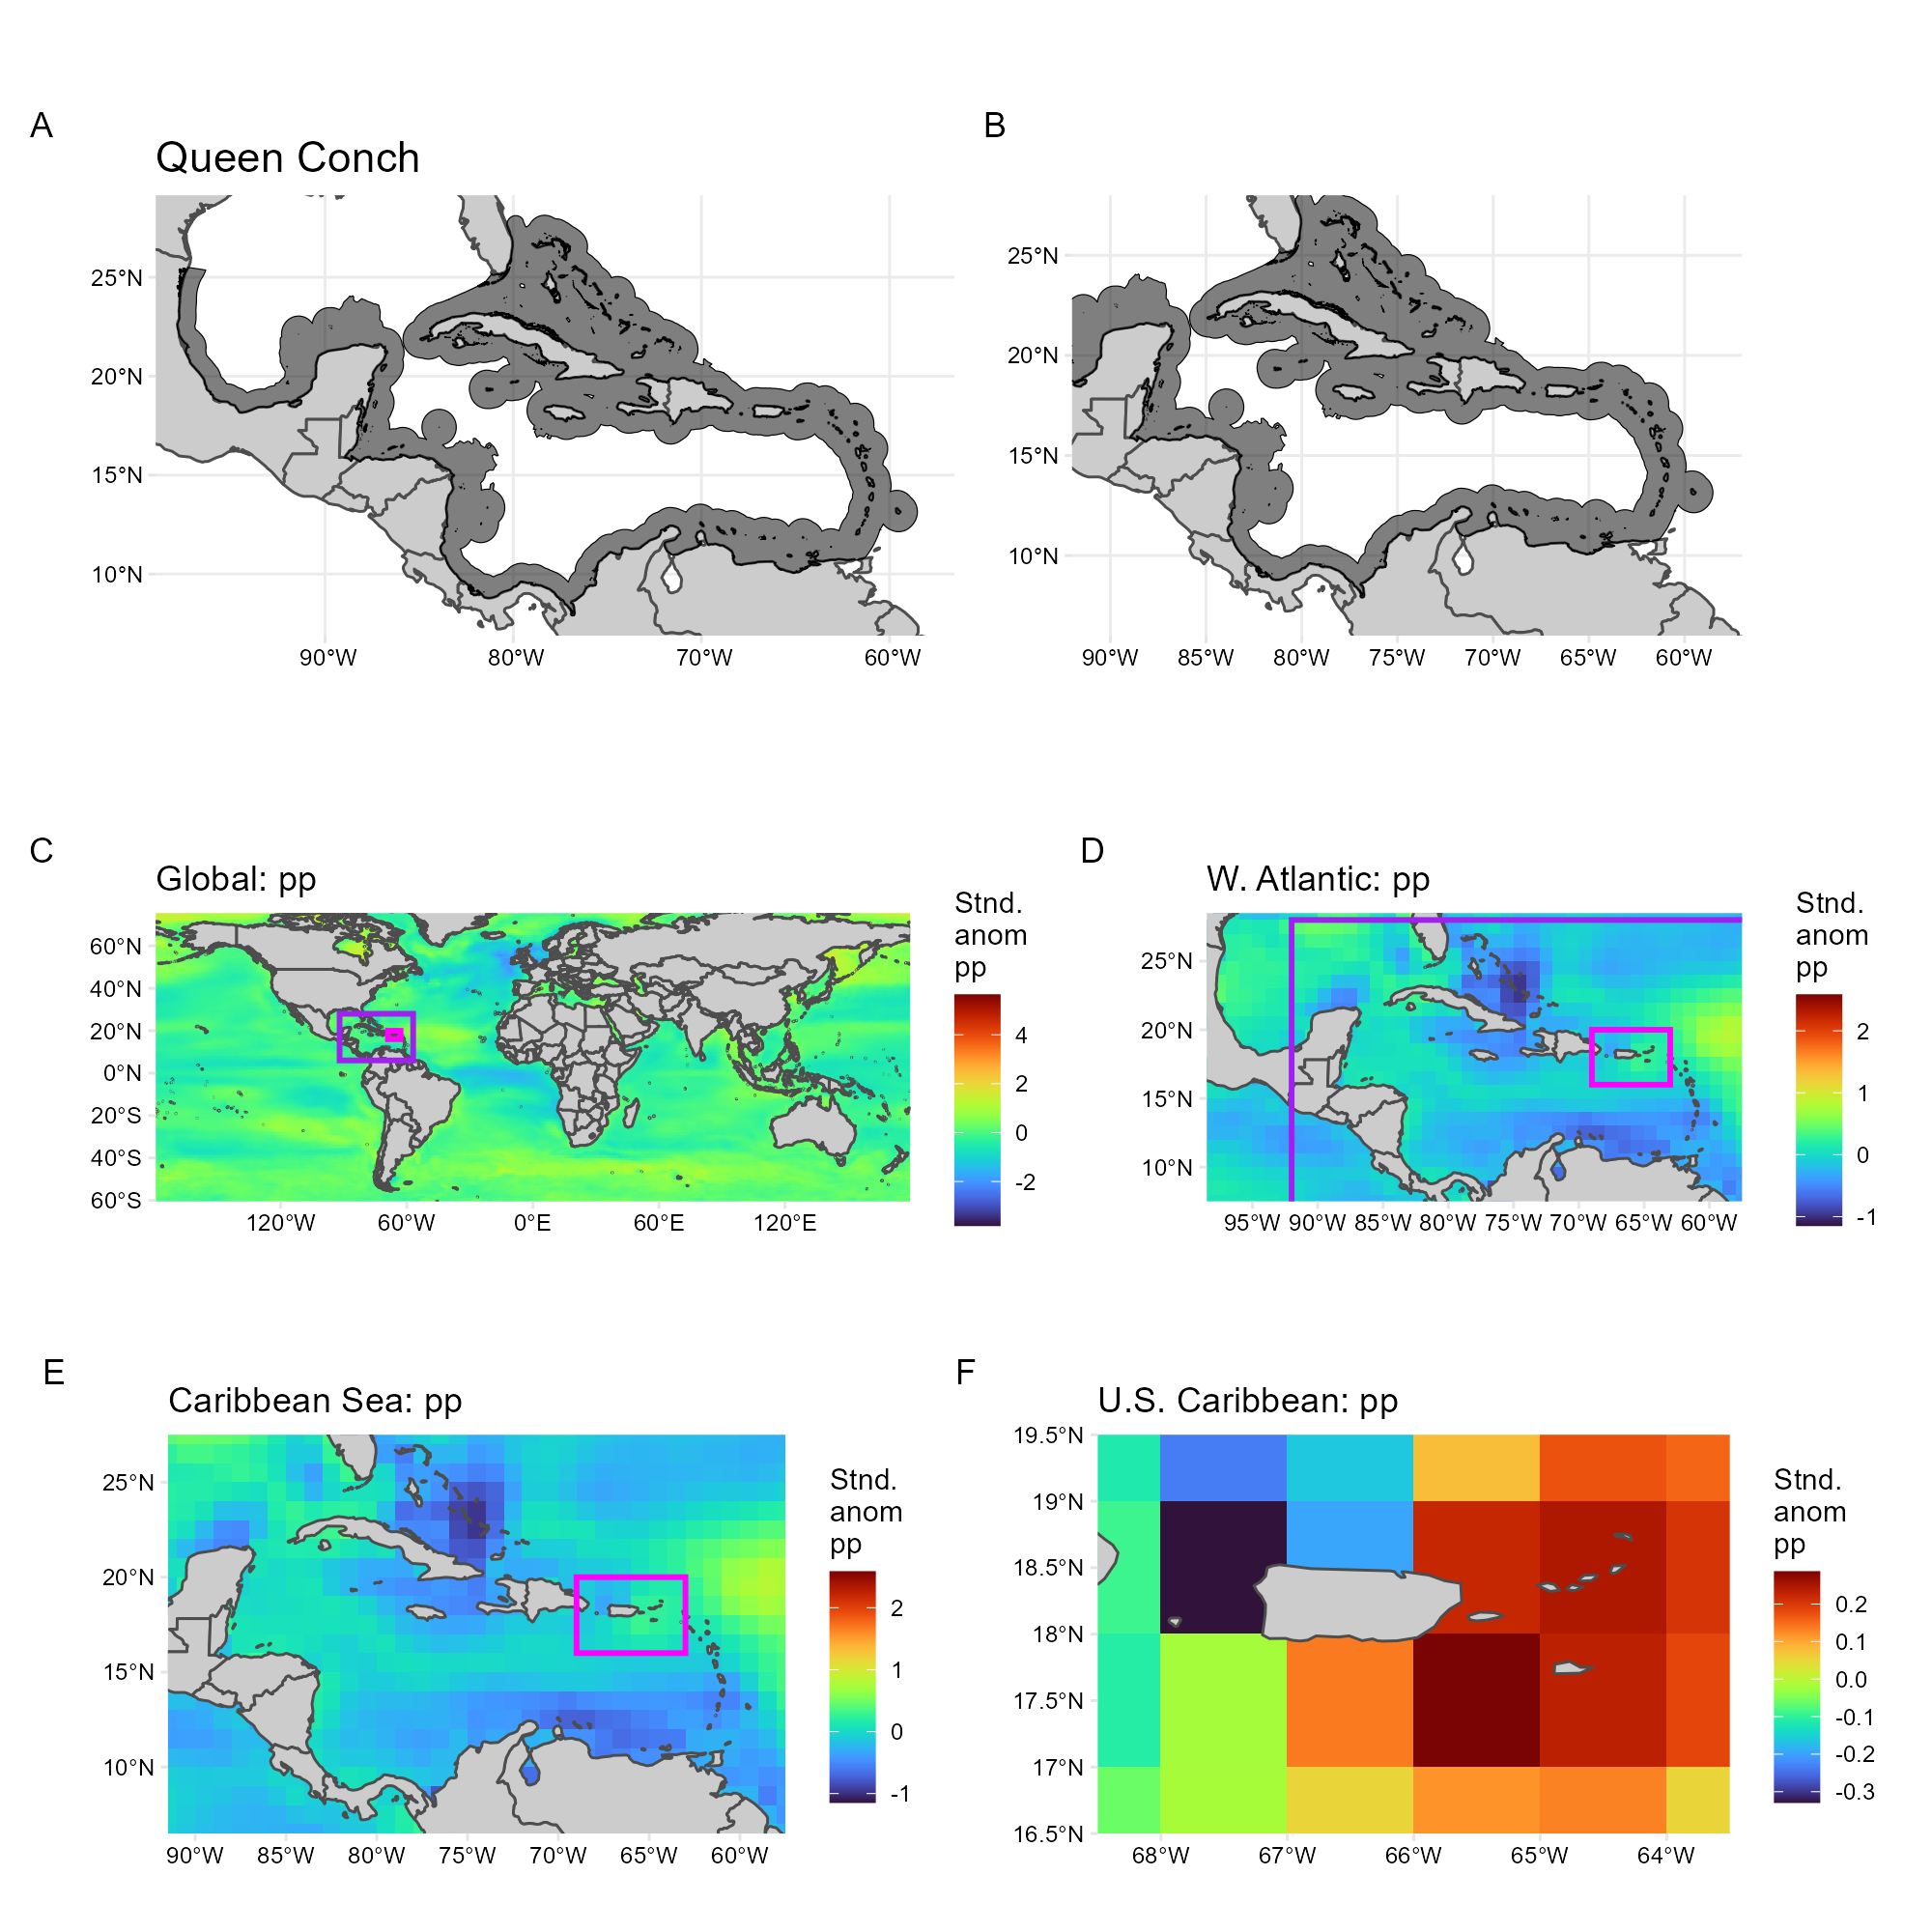 A
B
Queen Conch
25°N
20°N
15°N
10°N
90°W
80°W
70°W
60°W
25°N
20°N
15°N
10°N
90°W
85°W
80°W
75°W
70°W
65°W
60°W
C
Global: pp
60°N
40°N
20°N
0°N
20°S
40°S
60°S
120°W
60°W
0°E
60°E
120°E
Stnd.
anom
pp
4
2
0
-2
D
W. Atlantic: pp
25°N
20°N
15°N
10°N
95°W
90°W
85°W
80°W
75°W
70°W
65°W
60°W
Stnd.
anom
pp
2
1
0
-1
E
Caribbean Sea: pp
25°N
20°N
15°N
10°N
90°W
85°W
80°W
75°W
70°W
65°W
60°W
Stnd.
anom
pp
2
1
0
-1
F
U.S. Caribbean: pp
19.5°N
19°N
18.5°N
18°N
17.5°N
17°N
16.5°N
68°W
67°W
66°W
65°W
64°W
Stnd.
anom
pp
0.2
0.1
0.0
-0.1
-0.2
-0.3